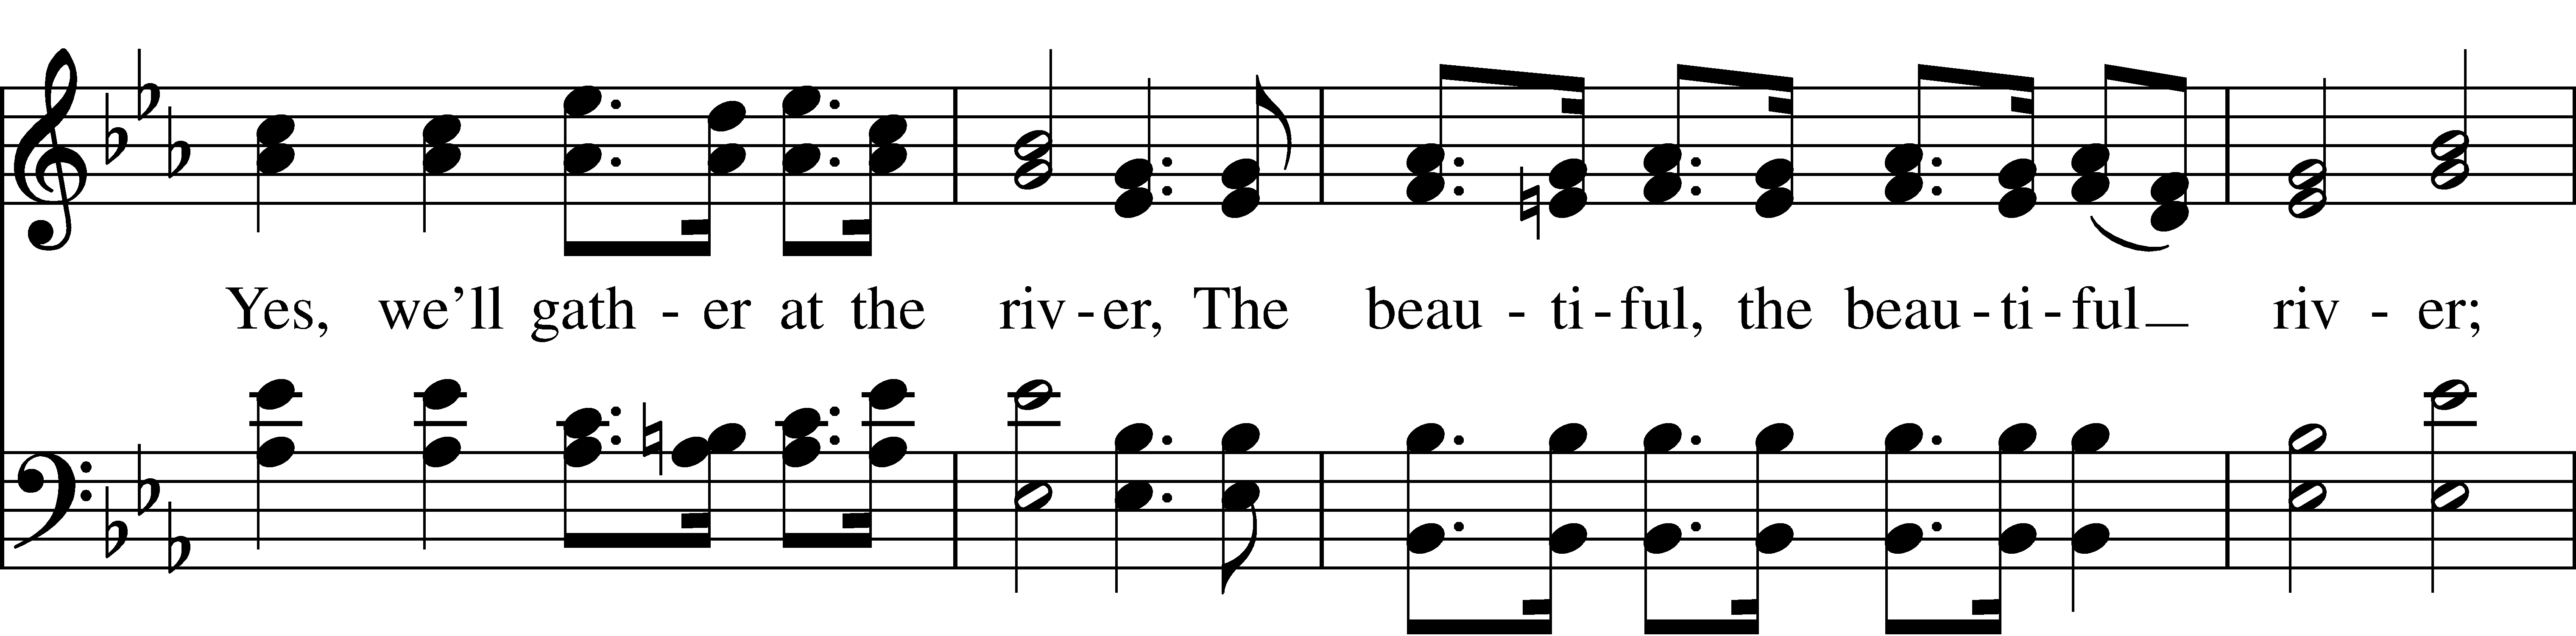 Yes, we’ll gath - er at the riv - er, The beau - ti - ful, the beau - ti - ful riv - er;